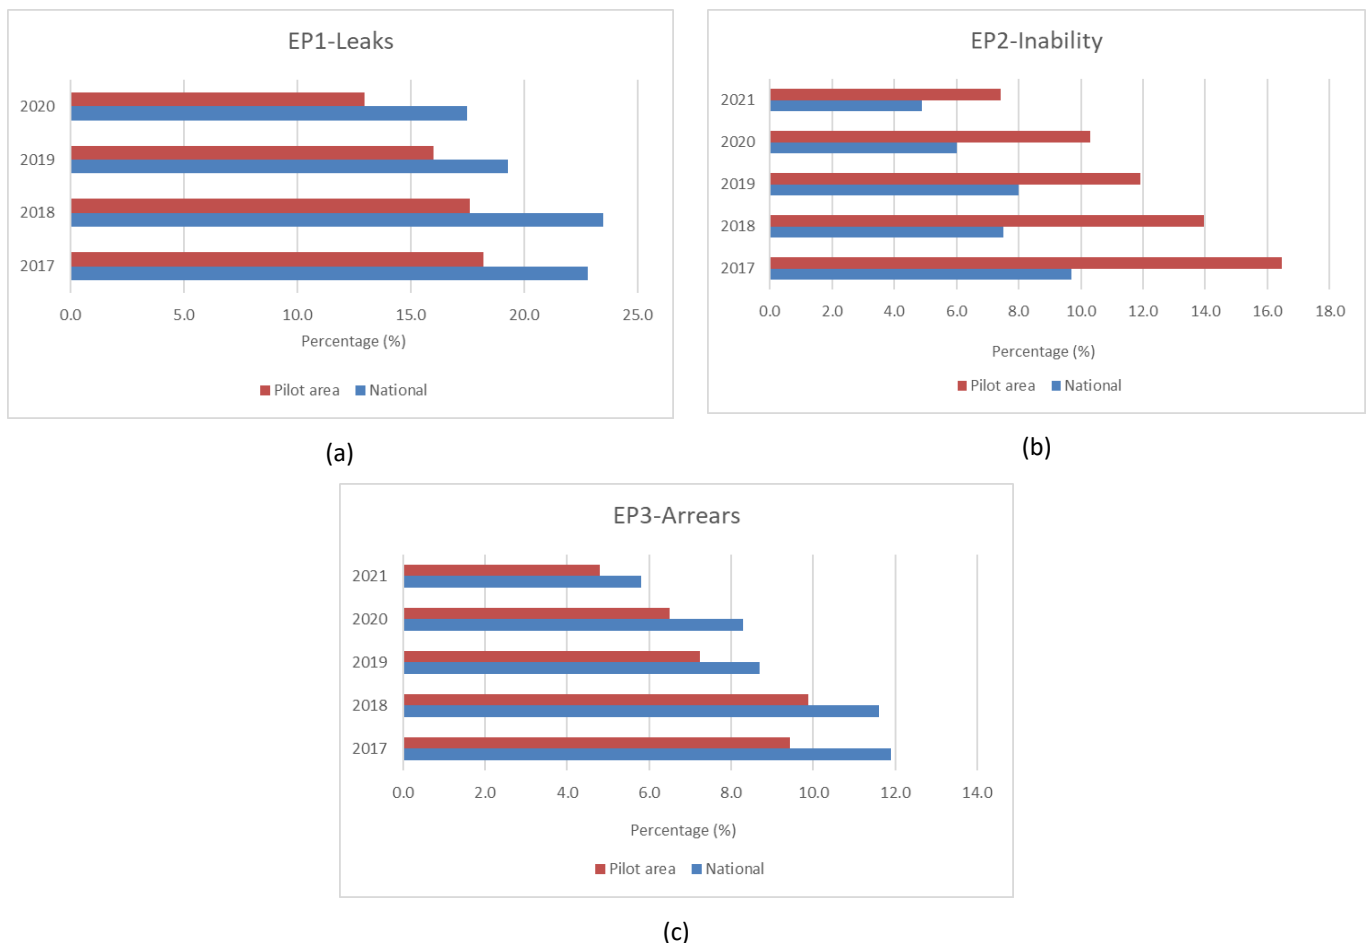 EP1-Leaks
2020
2019
2018
2017
0.0 5.0 10.0 15.0 20.0 25.0
Percentage (%)
Pilot area National
(a)
EP2-Inability
2021
2020
2019
2018
2017
0.0 2.0 4.0 6.0 8.0 10.0 12.0 14.0 16.0 18.0
Percentage (%)
Pilot area National
(b)
EP3-Arrears
2021
2020
2019
2018
2017
0.0 2.0 4.0 6.0 8.0 10.0 12.0 14.0
Percentage (%)
Pilot area National
(c)